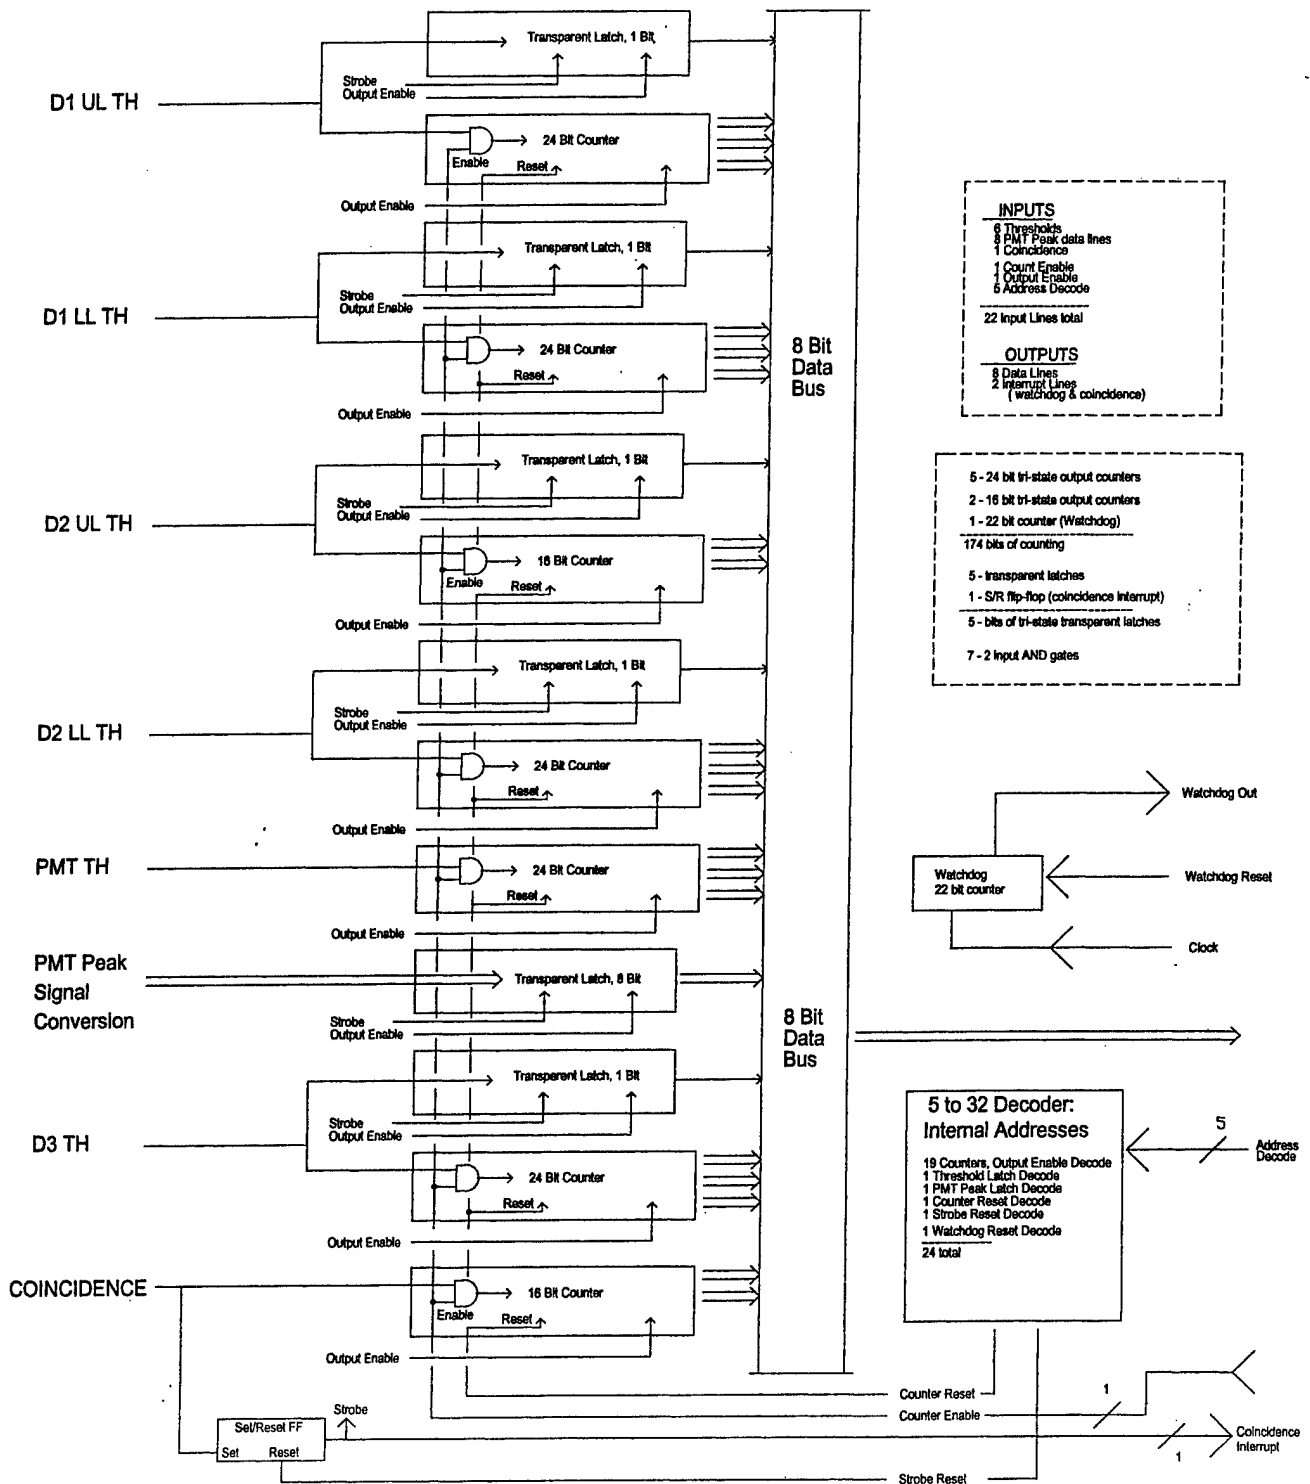 Transparent Latch, 1 Bit
Strobe
Output Enable
D1 UL TH
24 Bit Counter
Enable
Reset
Output Enable
Transparent Latch, 1 Bit
Strobe
Output Enable
D1 LL TH
24 Bit Counter
Reset
Output Enable
Transparent Latch, 1 Bit
Strobe
Output Enable
D2 UL TH
16 Bit Counter
Enable
Reset
Output Enable
Transparent Latch, 1 Bit
Strobe
Output Enable
D2 LL TH
24 Bit Counter
Reset
Output Enable
PMT TH
24 Bit Counter
Reset
Output Enable
PMT Peak
Signal
Conversion
Transparent Latch, 8 Bit
Strobe
Output Enable
Transparent Latch, 1 Bit
Strobe
Output Enable
D3 TH
24 Bit Counter
Reset
Output Enable
COINCIDENCE
16 Bit Counter
Enable
Reset
Output Enable
Strobe
Set/Reset FF
Set Reset
8 Bit
Data
Bus
8 Bit
Data
Bus
INPUTS
6 Thresholds
8 PMT Peak data lines
1 Coincidence
1 Count Enable
1 Output Enable
5 Address Decode
22 Input Lines total
OUTPUTS
8 Data Lines
2 Interrupt Lines
( watchdog & coincidence)
5 - 24 bit tri-state output counters
2 - 16 bit tri-state output counters
1 - 22 bit counter (Watchdog)
174 bits of counting
5 - transparent latches
1 - S/R flip-flop (coincidence interrupt)
5 - bits of tri-state transparent latches
7 - 2 input AND gates
Watchdog Out
Watchdog
22 bit counter
Watchdog Reset
Clock
5 to 32 Decoder:
Internal Addresses
19 Counters, Output Enable Decode
1 Threshold Latch Decode
1 PMT Peak Latch Decode
1 Counter Reset Decode
1 Strobe Reset Decode
1 Watchdog Reset Decode
24 total
5
Address
Decode
Counter Reset
Counter Enable
1
Coincidence
Interrupt
1
Strobe Reset